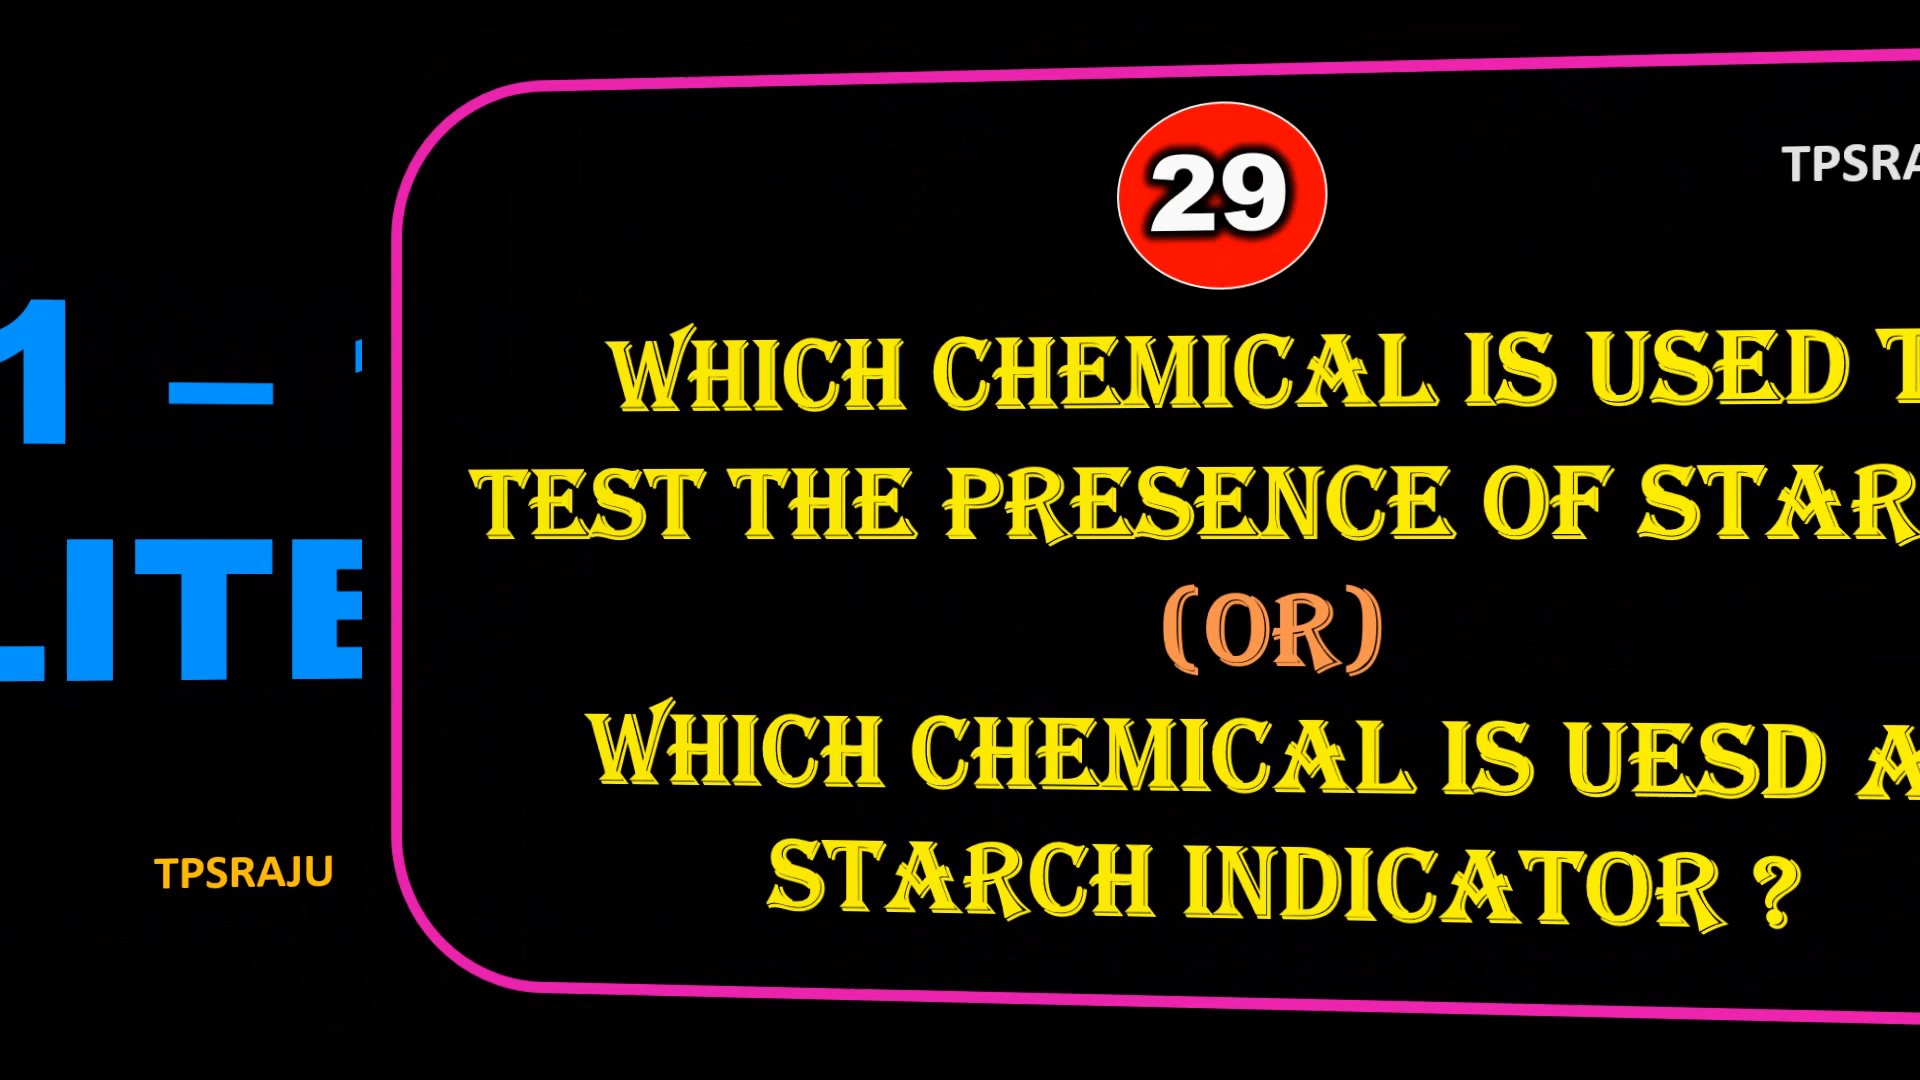 1 –
LITE
TPSRAJU
29
TPSRA
WHICH CHEMICAL IS USED T
TEST THE PRESENCE OF STAR
(OR)
WHICH CHEMICAL IS UESD A
STARCH INDICATOR ?